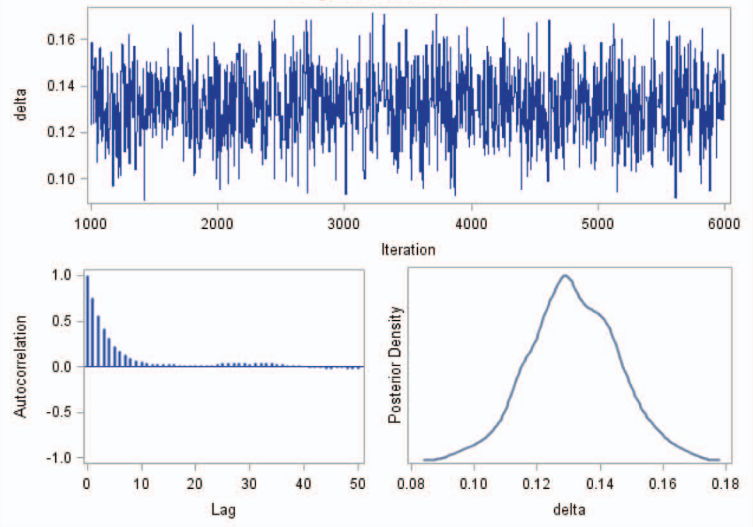 0.16
0.14
0.12
0.10
delta
1000 2000 3000 4000 5000 6000
Iteration
1.0
0.5
0.0
-0.5
-1.0
Autocorrelation
0 10 20 30 40 50
Lag
Posterior Density
0.08 0.10 0.12 0.14 0.16 0.18
delta